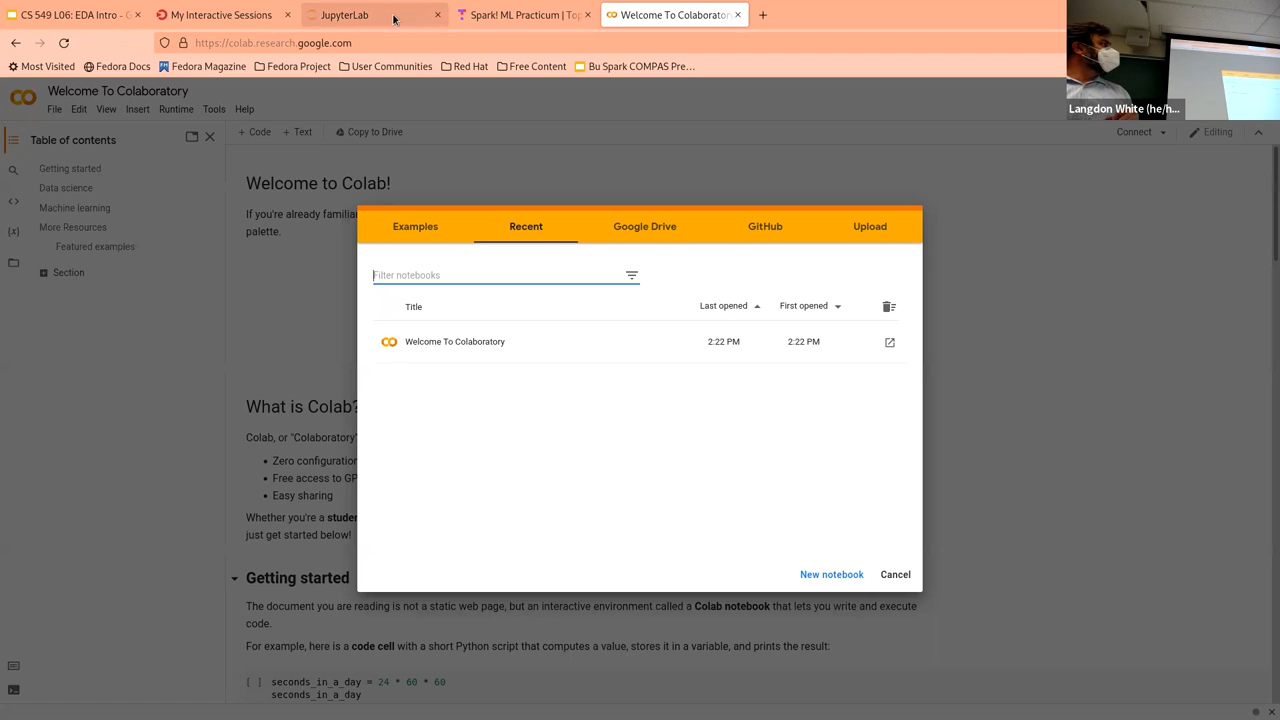 CS 549 L06: EDA Intro - G
My Interactive Sessions
JupyterLab
Spark! ML Practicum | Top
Welcome To Colaboratory
https://colab.research.google.com
Most Visited
Fedora Docs
Fedora Magazine
Fedora Project
User Communities
Red Hat
Free Content
Bu Spark COMPAS Pre…
Langdon White (he/h...
Welcome To Colaboratory
File Edit View Insert Runtime Tools Help
Table of contents
+ Code + Text Copy to Drive
Connect
Editing
Getting started
Data science
Machine learning
More Resources
Featured examples
Section
Welcome to Colab!
If you're already familia
palette.
Examples
Recent
Google Drive
GitHub
Upload
Filter notebooks
Title Last opened First opened
Welcome To Colaboratory 2:22 PM 2:22 PM
New notebook
Cancel
What is Colab?
Colab, or "Colaboratory"
Zero configuration
Free access to GP
Easy sharing
Whether you're a studen
just get started below!
Getting started
The document you are reading is not a static web page, but an interactive environment called a Colab notebook that lets you write and execute
code.
For example, here is a code cell with a short Python script that computes a value, stores it in a variable, and prints the result:
[ ] seconds_in_a_day = 24 * 60 * 60
seconds_in_a_day